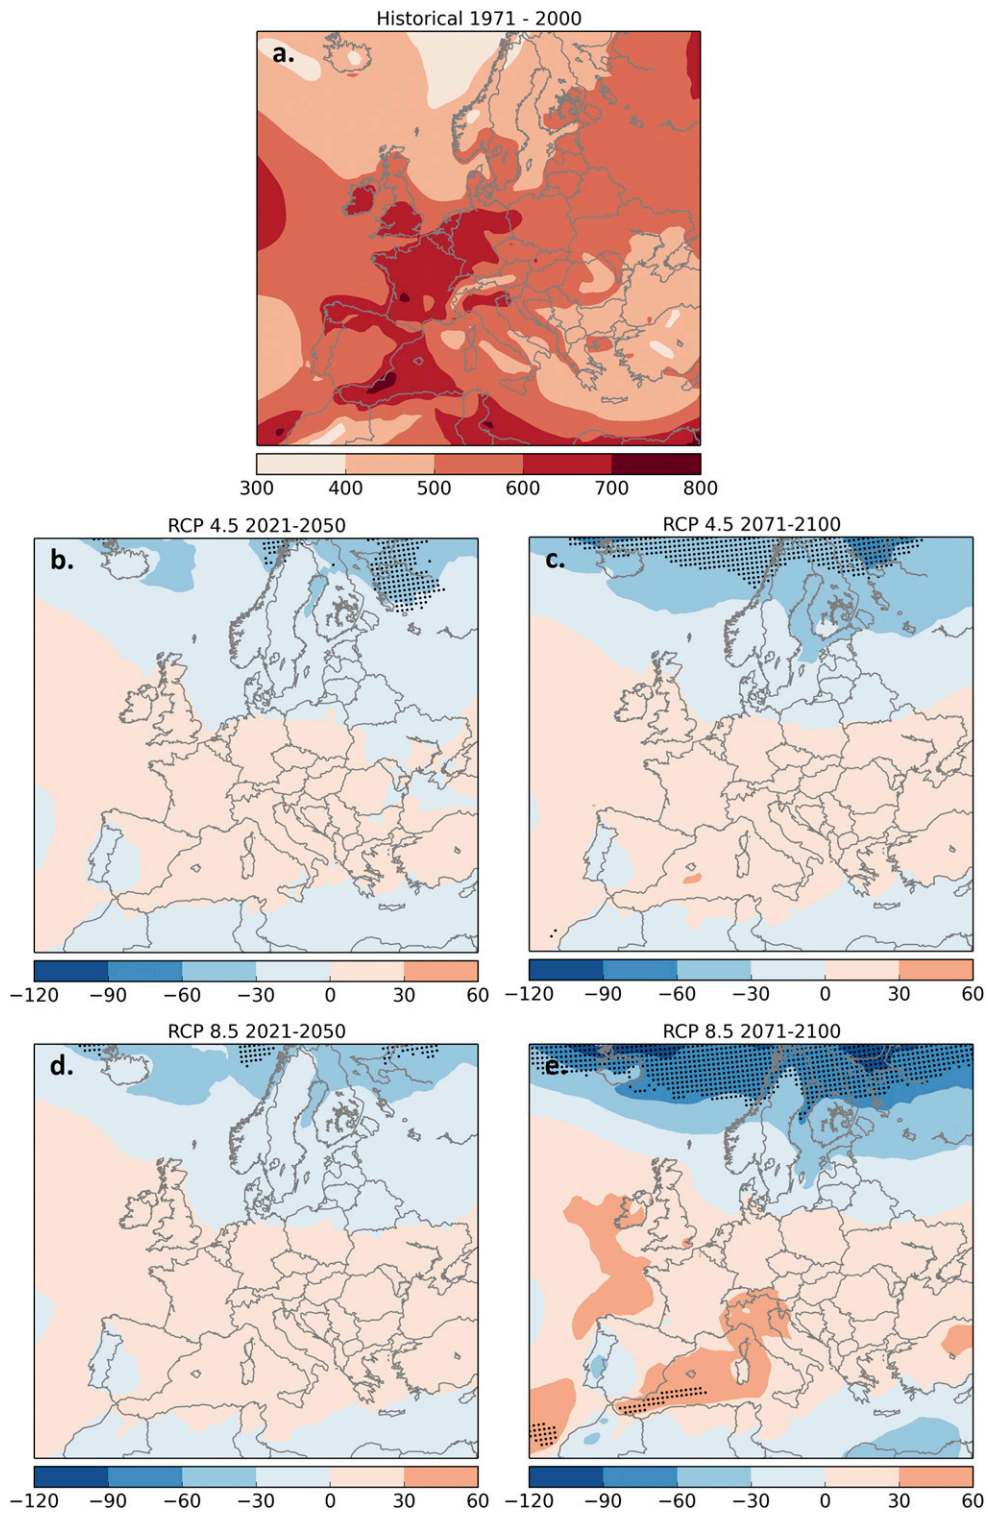 Historical 1971 - 2000
a.
300 400 500 600 700 800
RCP 4.5 2021-2050
b.
−120 −90 −60 −30 0 30 60
RCP 4.5 2071-2100
c.
−120 −90 −60 −30 0 30 60
RCP 8.5 2021-2050
d.
−120 −90 −60 −30 0 30 60
RCP 8.5 2071-2100
e.
−120 −90 −60 −30 0 30 60